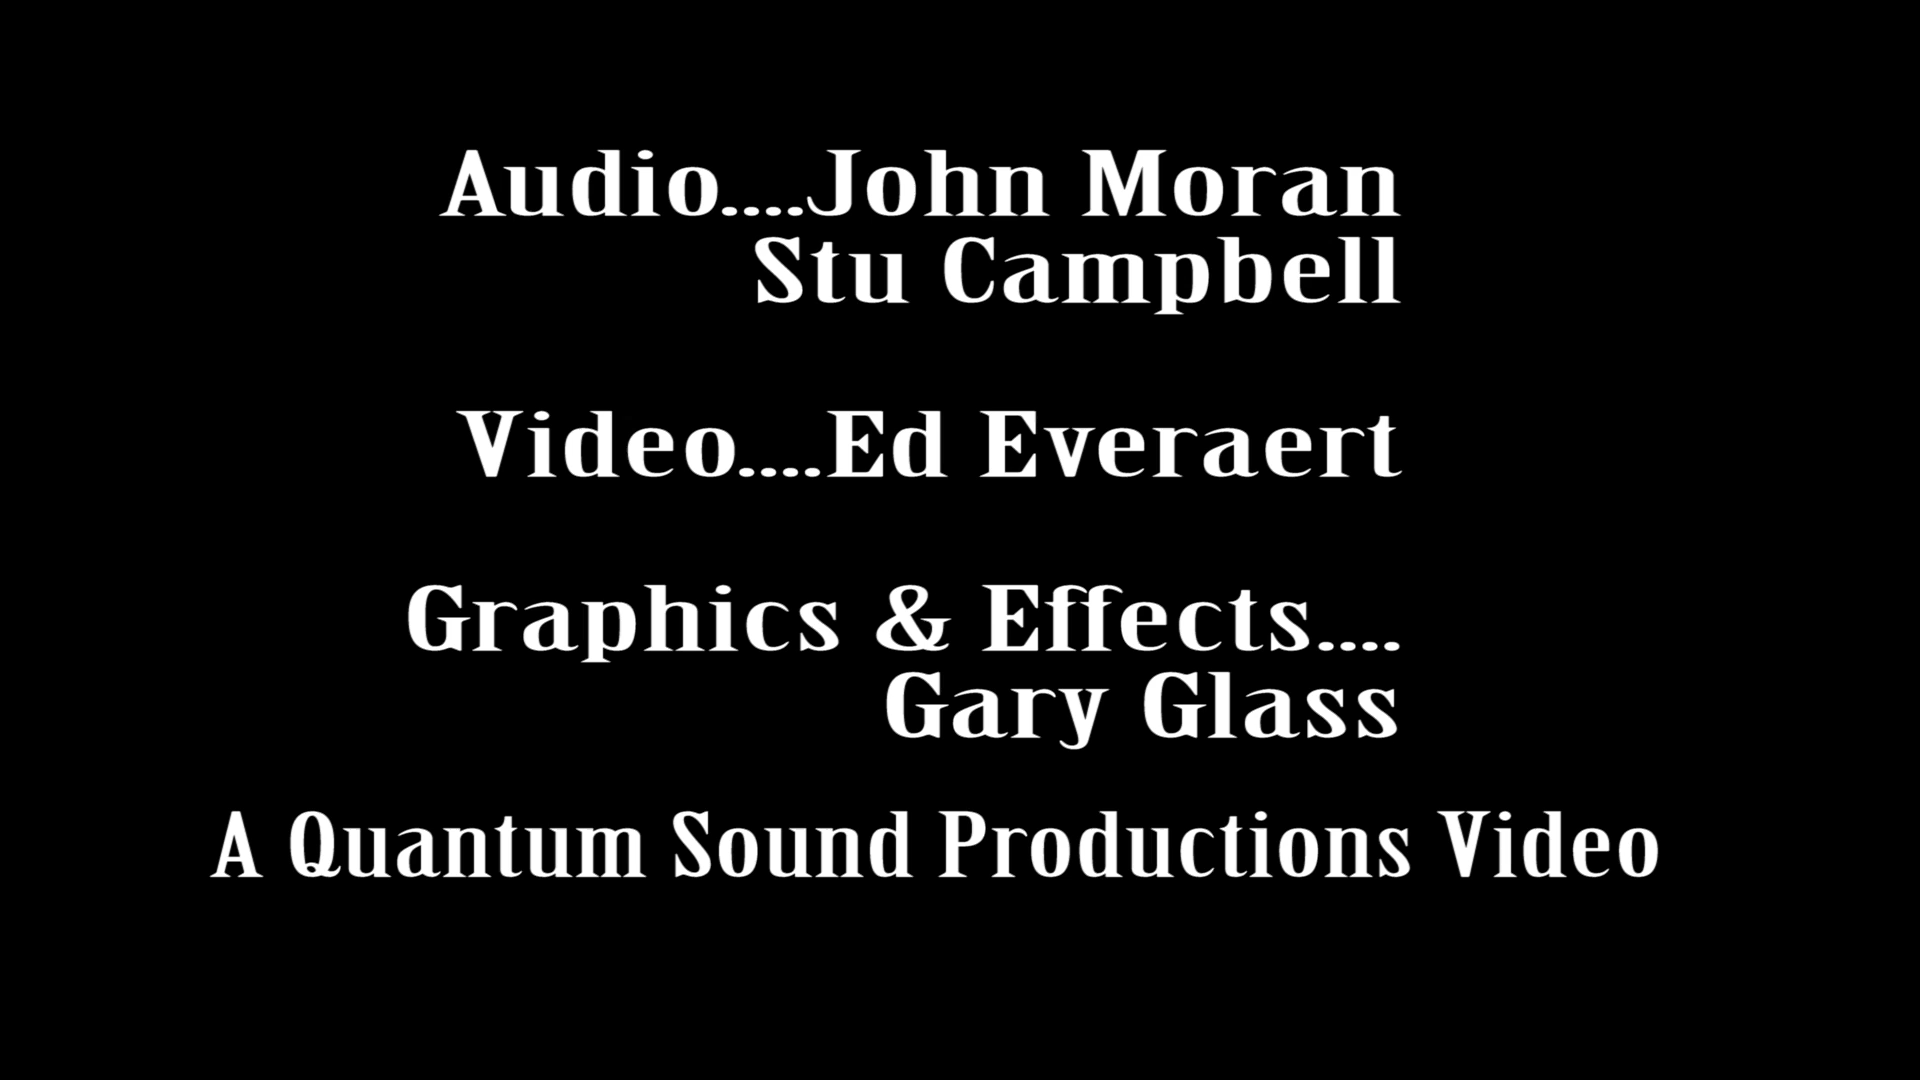 Audio....John Moran
Stu Campbell
Video....Ed Everaert
Graphics & Effects....
Gary Glass
A Quantum Sound Productions Video